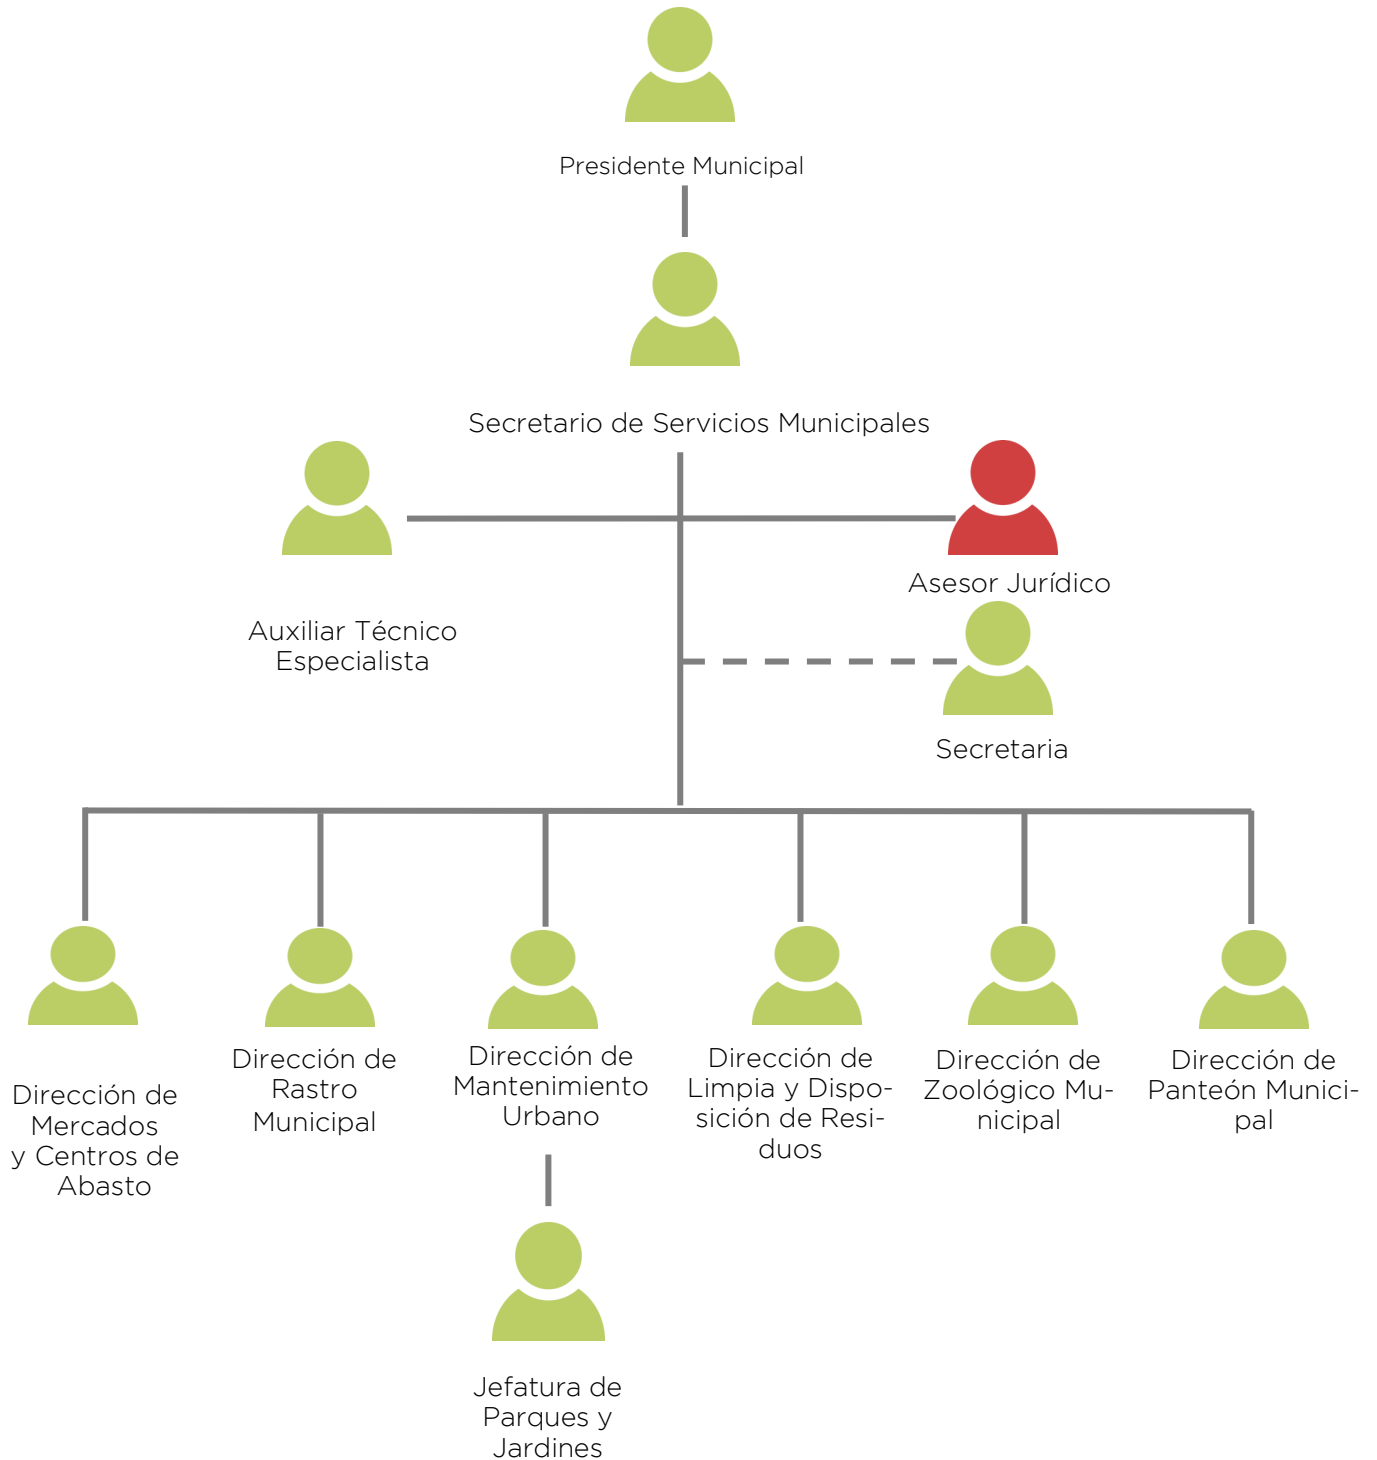 Presidente Municipal
Secretario de Servicios Municipales
Asesor Jurídico
Auxiliar Técnico
Especialista
Secretaria
Dirección de
Mercados
y Centros de
Abasto
Dirección de
Rastro
Municipal
Dirección de
Mantenimiento
Urbano
Dirección de
Limpia y Dispo-
sición de Resi-
duos
Dirección de
Zoológico Mu-
nicipal
Dirección de
Panteón Munici-
pal
Jefatura de
Parques y
Jardines